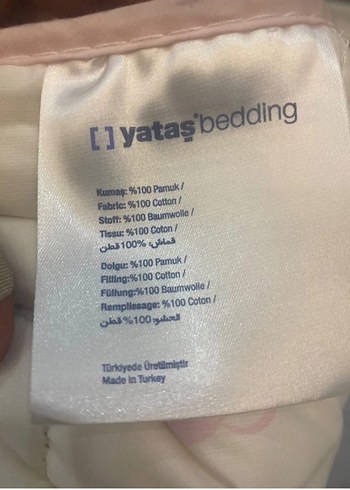 [ ] yataş bedding
Kumaş: %100 Pamuk /
Fabric: %100 Cotton /
Stoff: %100 Baumwolle /
Tissu: %100 Coton /
قماش: %100 قطن
Dolgu: %100 Pamuk /
Filling:%100 Cotton /
Füllung:%100 Baumwolle /
Remplissage: %100 Coton /
الحشو: 100% قطن
Türkiyede Üretilmiştir
Made in Turkey